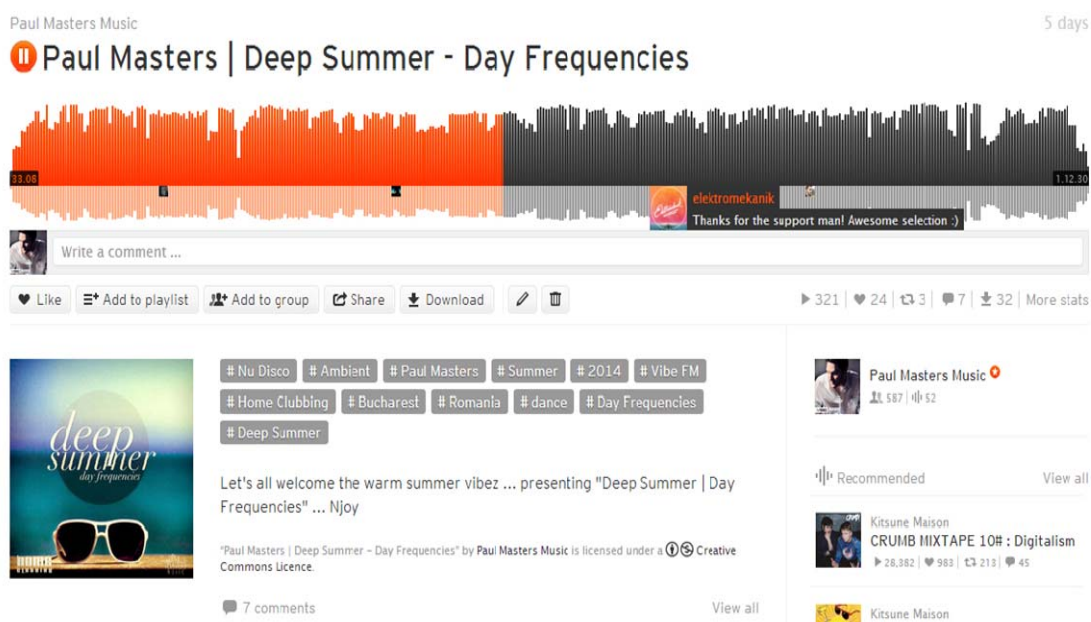 Paul Masters Music
5 days
Paul Masters | Deep Summer - Day Frequencies
33.06
1.12.30
elektromekanik
Thanks for the support man! Awesome selection :)
Write a comment ...
Like
Add to playlist
Add to group
Share
Download
321 | 24 | 3 | 7 | 32 | More stats
# Nu Disco # Ambient # Paul Masters # Summer # 2014 # Vibe FM
# Home Clubbing # Bucharest # Romania # dance # Day Frequencies
# Deep Summer
deep
summer
day frequencies
Let's all welcome the warm summer vibez ... presenting "Deep Summer | Day
Frequencies" ... Njoy
"Paul Masters | Deep Summer – Day Frequencies" by Paul Masters Music is licensed under a Creative
Commons Licence.
7 comments
View all
Paul Masters Music
587 | 52
Recommended
View all
Kitsune Maison
CRUMB MIXTAPE 10# : Digitalism
28,382 | 983 | 213 | 45
Kitsune Maison